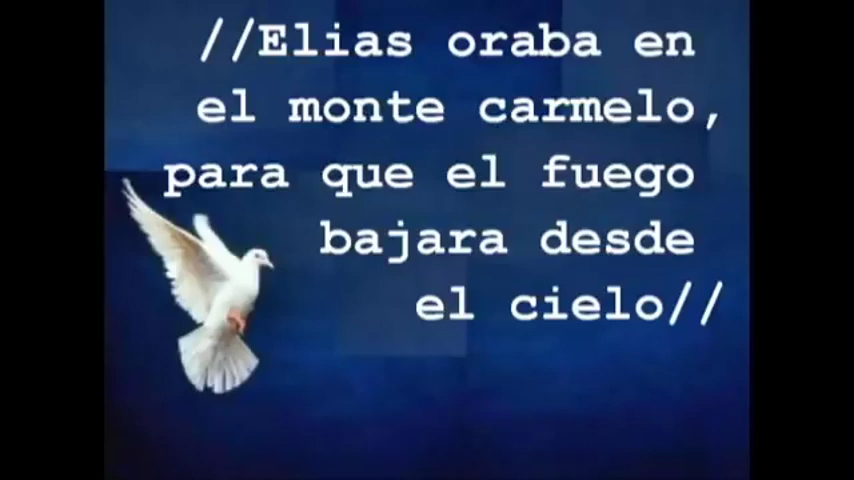 //Elias oraba en
el monte carmelo,
para que el fuego
bajara desde
el cielo//